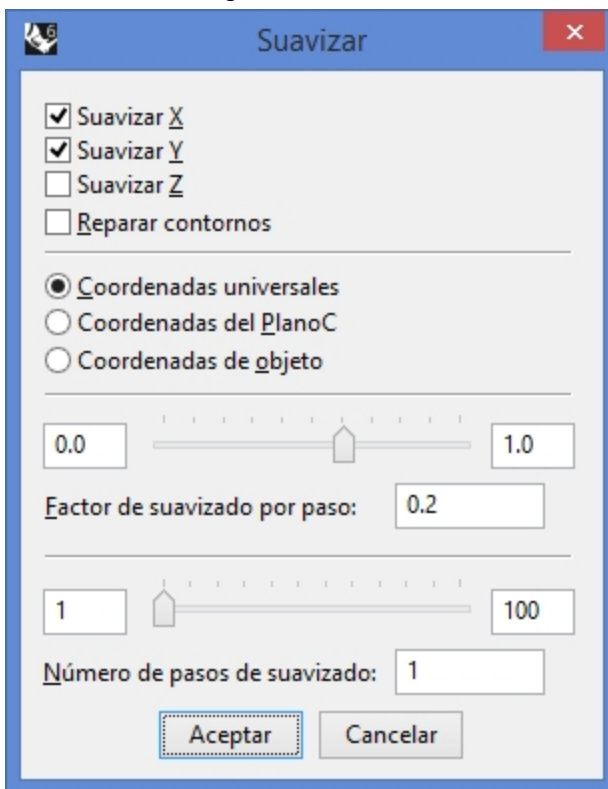 6
Suavizar
Suavizar X
Suavizar Y
Suavizar Z
Reparar contornos
Coordenadas universales
Coordenadas del PlanoC
Coordenadas de objeto
0.0 1.0
Factor de suavizado por paso: 0.2
1 100
Número de pasos de suavizado: 1
Aceptar Cancelar